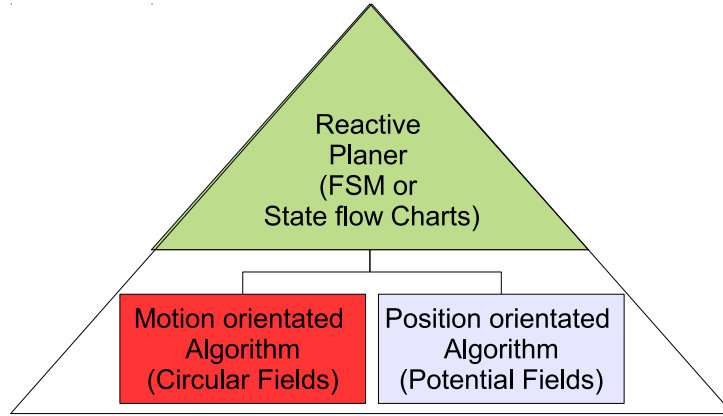 Reactive
Planer
(FSM or
State flow Charts)
Motion orientated
Algorithm
(Circular Fields)
Position orientated
Algorithm
(Potential Fields)